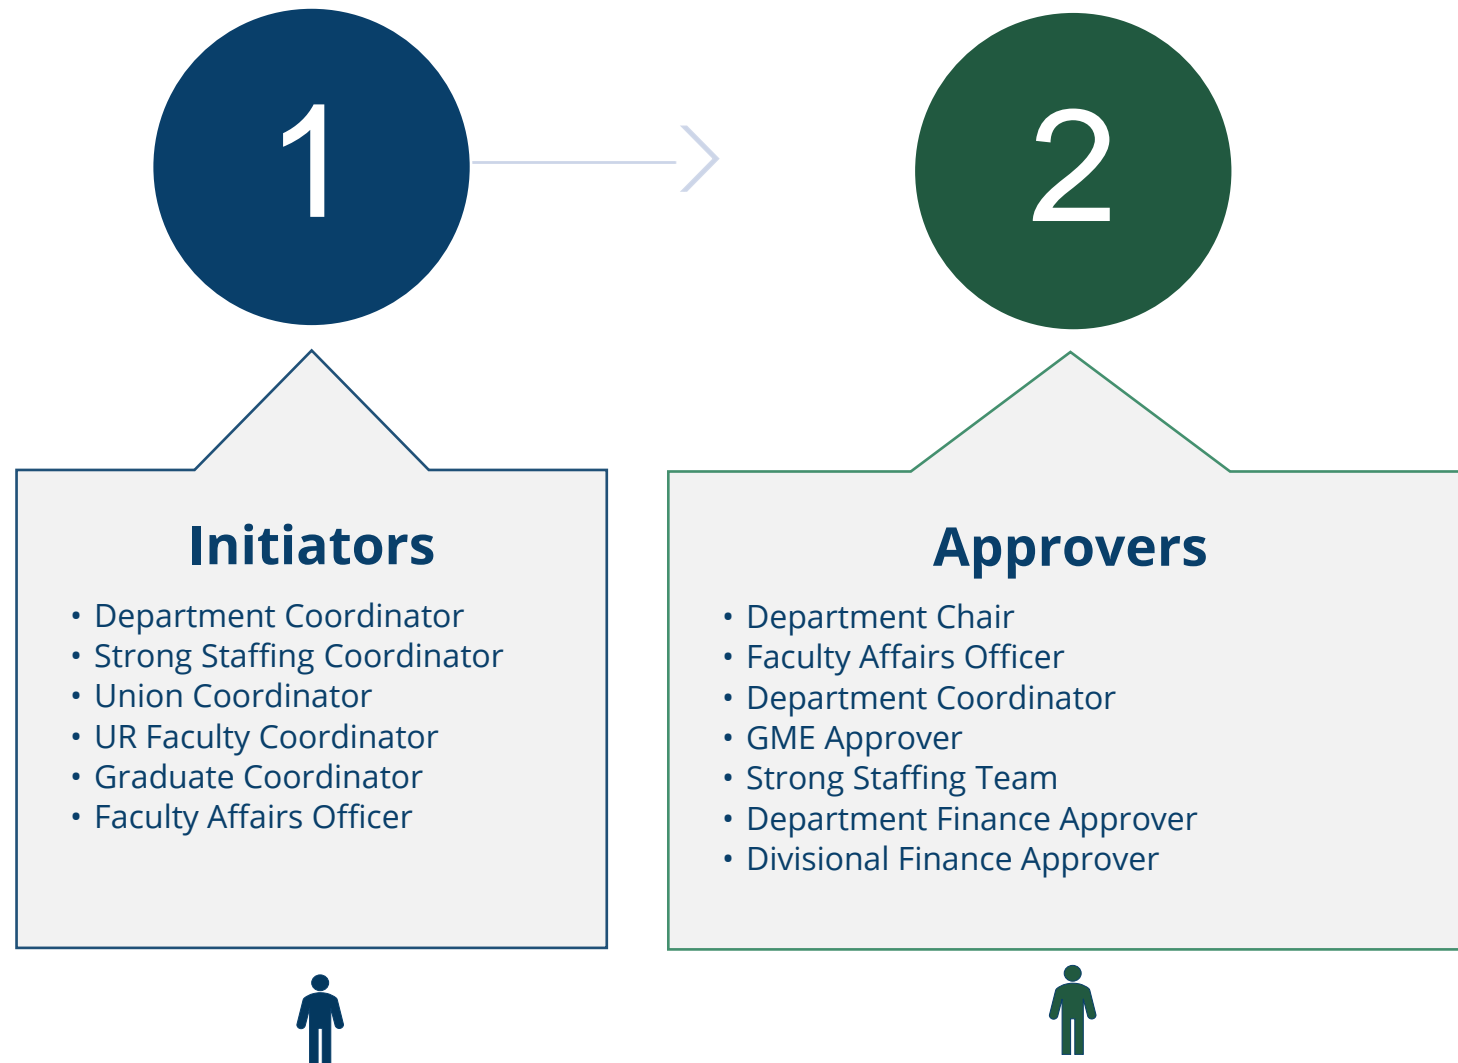 1
2
Initiators
• Department Coordinator
• Strong Staffing Coordinator
• Union Coordinator
• UR Faculty Coordinator
• Graduate Coordinator
• Faculty Affairs Officer
Approvers
• Department Chair
• Faculty Affairs Officer
• Department Coordinator
• GME Approver
• Strong Staffing Team
• Department Finance Approver
• Divisional Finance Approver